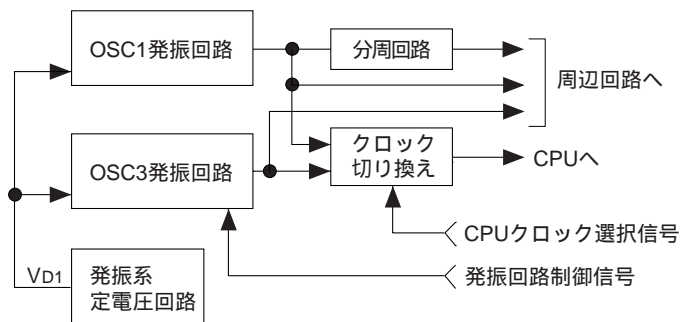 OSC1発振回路
分周回路
周辺回路へ
OSC3発振回路
クロック
切り換え
CPUへ
CPUクロック選択信号
VD1
発振系
定電圧回路
発振回路制御信号